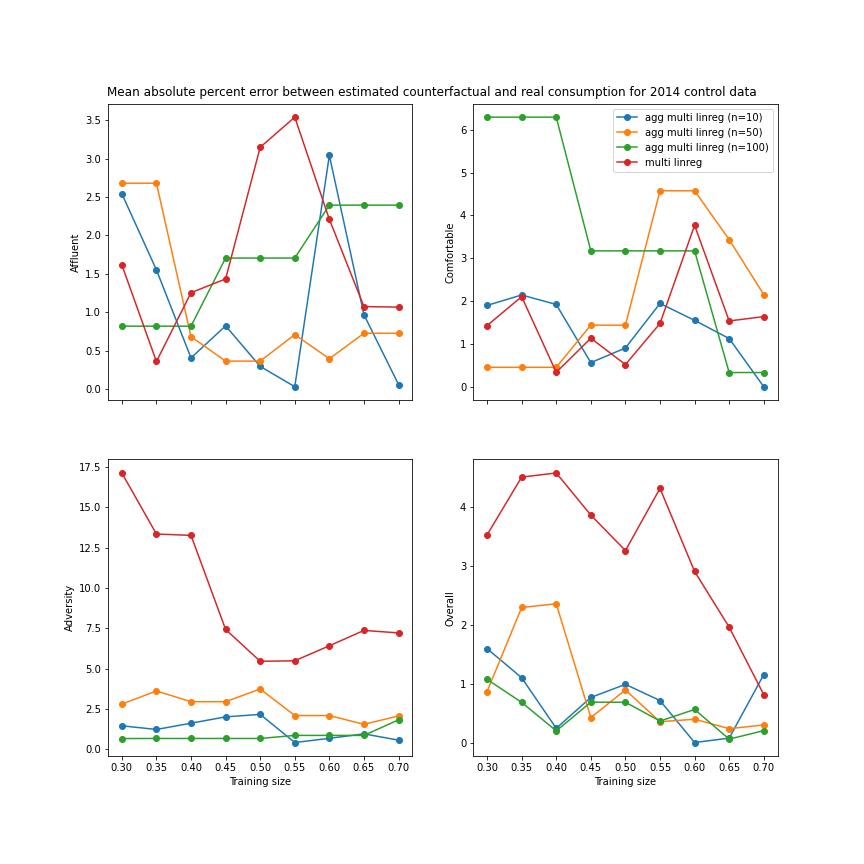 Mean absolute percent error between estimated counterfactual and real consumption for 2014 control data
3.5
3.0
2.5
2.0
1.5
1.0
0.5
0.0
Affluent
6
5
4
3
2
1
0
Comfortable
agg multi linreg (n=10)
agg multi linreg (n=50)
agg multi linreg (n=100)
multi linreg
17.5
15.0
12.5
10.0
7.5
5.0
2.5
0.0
Adversity
0.30 0.35 0.40 0.45 0.50 0.55 0.60 0.65 0.70
Training size
4
3
2
1
0
Overall
0.30 0.35 0.40 0.45 0.50 0.55 0.60 0.65 0.70
Training size